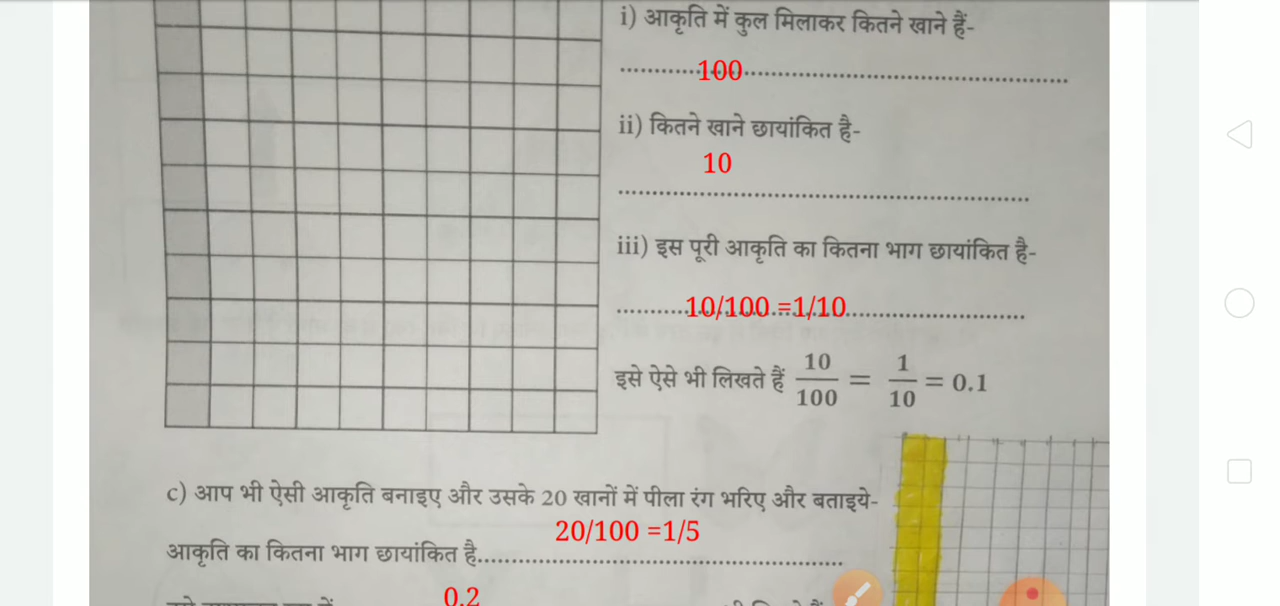 i) आकृति में कुल मिलाकर कितने खाने हैं-
100
ii) कितने खाने छायांकित है-
10
iii) इस पूरी आकृति का कितना भाग छायांकित है-
10/100 =1/10
इसे ऐसे भी लिखते हैं 10/100 = 1/10 = 0.1
c) आप भी ऐसी आकृति बनाइए और उसके 20 खानों में पीला रंग भरिए और बताइये-
20/100 =1/5
आकृति का कितना भाग छायांकित है
0.2